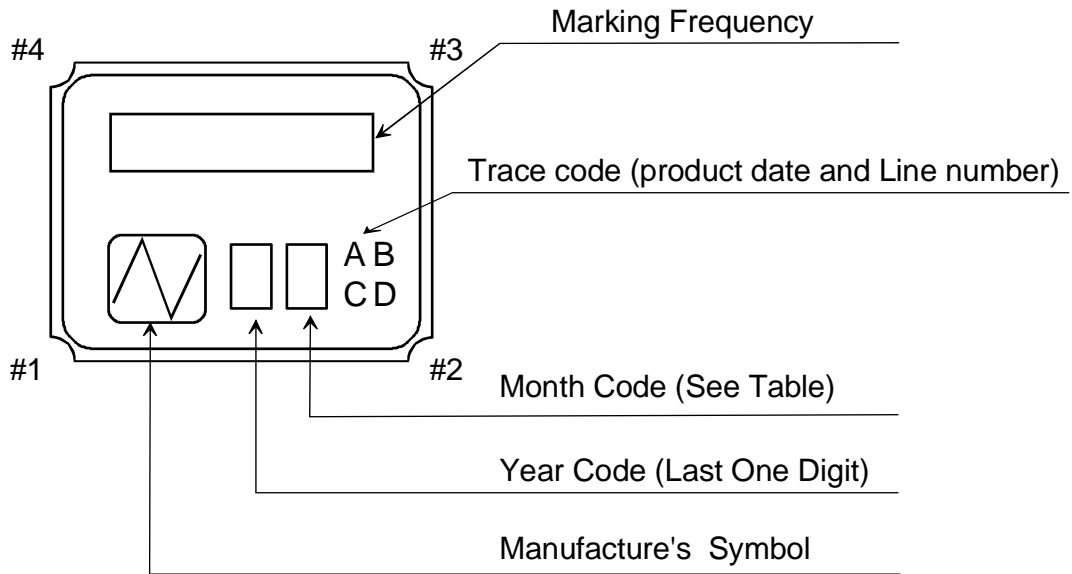 Marking Frequency
#4
#3
Trace code (product date and Line number)
A B
C D
#1
#2
Month Code (See Table)
Year Code (Last One Digit)
Manufacture's Symbol